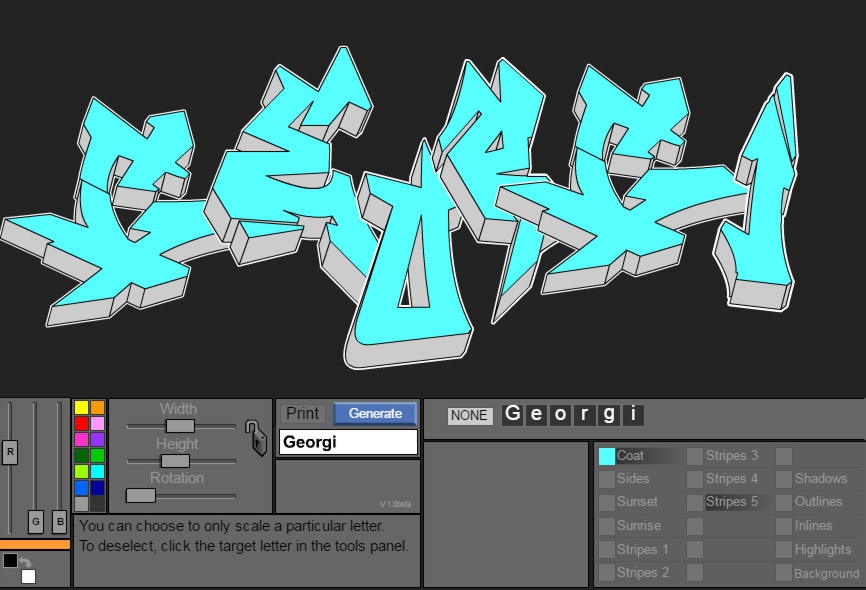 Georgi
Width
Height
Rotation
Print Generate
Georgi
V 1.0beta
R
G B
NONE G e o r g i
You can choose to only scale a particular letter.
To deselect, click the target letter in the tools panel.
Coat Stripes 3
Sides Stripes 4 Shadows
Sunset Stripes 5 Outlines
Sunrise Inlines
Stripes 1 Highlights
Stripes 2 Background